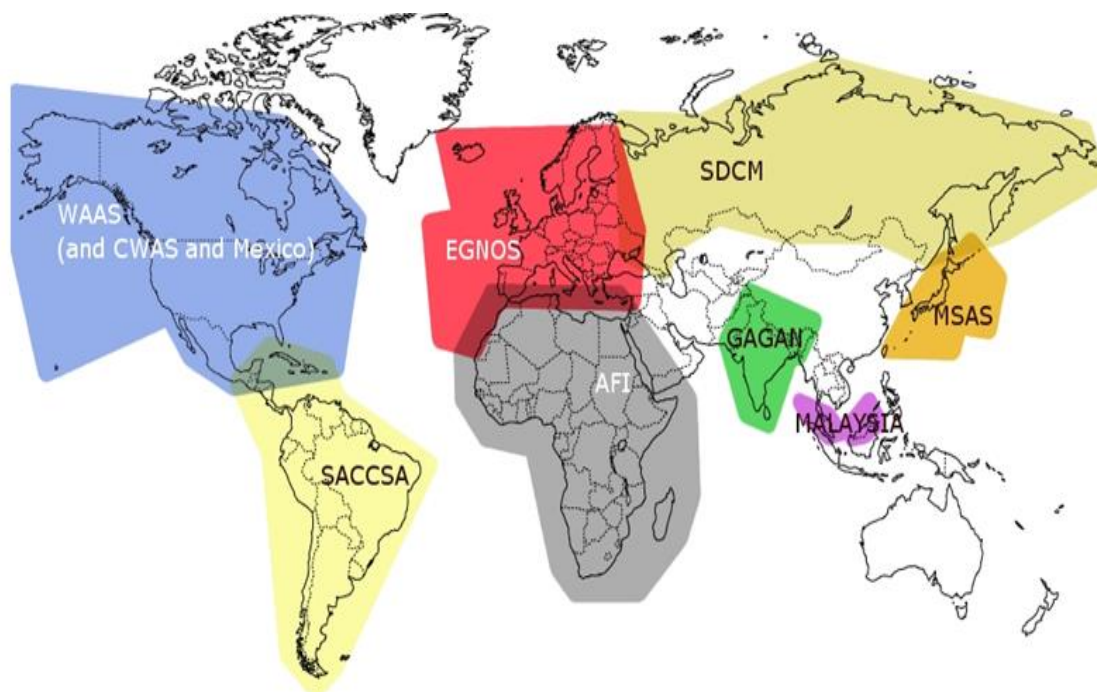 SDCM
WAAS
(and CWAS and Mexico)
EGNOS
MSAS
GAGAN
AFI
MALAYSIA
SACCSA